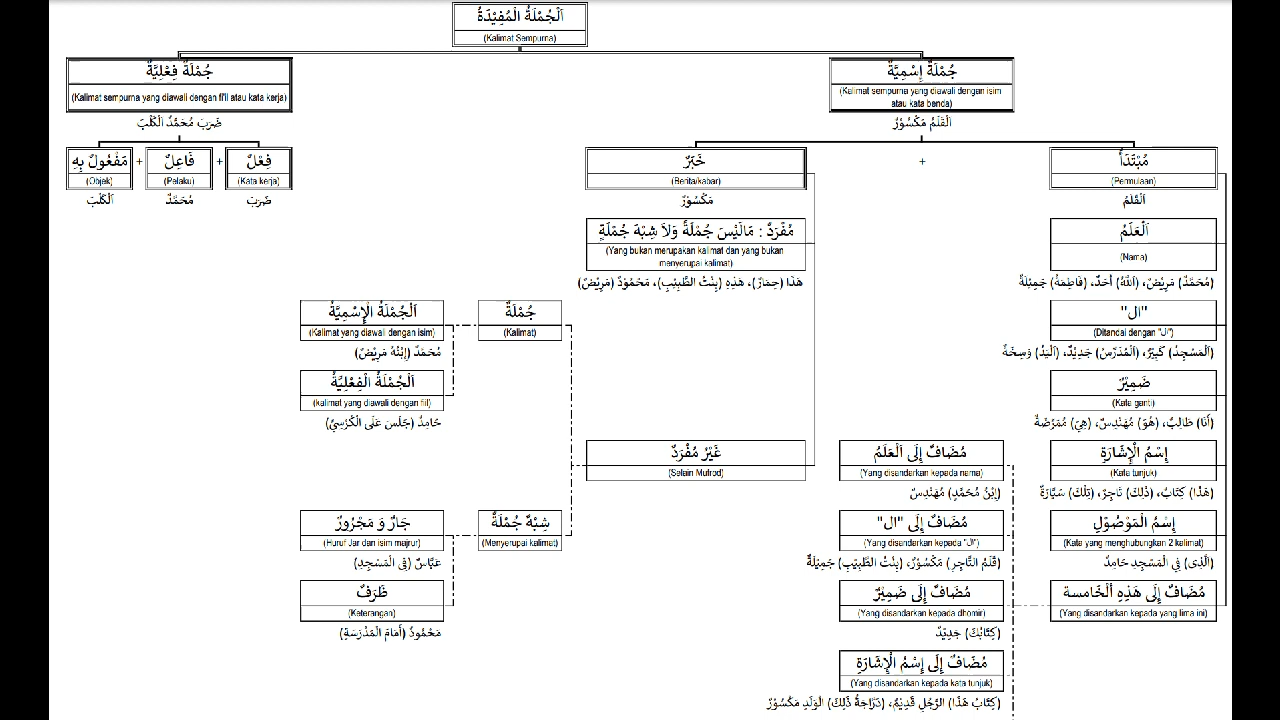 اَلْجُمْلَةُ الْمُفِيْدَةُ
(Kalimat Sempurna)
جُمْلَةٌ فِعْلِيَّةٌ
(Kalimat sempurna yang diawali dengan fi'il atau kata kerja)
ضَرَبَ مُحَمَّدٌ الْكَلْبَ
جُمْلَةٌ إِسْمِيَّةٌ
(Kalimat sempurna yang diawali dengan isim
atau kata benda)
اَلْقَلَمُ مَكْسُوْرٌ
فِعْلٌ + فَاعِلٌ + مَفْعُوْلٌ بِهِ
(Kata kerja) (Pelaku) (Objek)
ضَرَبَ مُحَمَّدٌ اَلْكَلْبَ
مُبْتَدَأٌ + خَبَرٌ
(Permulaan) (Berita/kabar)
اَلْقَلَمُ مَكْسُوْرٌ
اَلْعَلَمُ
(Nama)
(مُحَمَّدٌ) مَرِيْضٌ، (اَللهُ) أَحَدٌ، (فَاطِمَةُ) جَمِيْلَةٌ
"ال"
(Ditandai dengan "ال")
(اَلْمَسْجِدُ) كَبِيْرٌ، (اَلْمُدَرِّسُ) جَدِيْدٌ، (اَلْيَدُ) وَسِخَةٌ
ضَمِيْرٌ
(Kata ganti)
(أَنَا) طَالِبٌ، (هُوَ) مُهَنْدِسٌ، (هِيَ) مُمَرِّضَةٌ
إِسْمُ الْإِشَارَةِ
(Kata tunjuk)
(هَذَا) كِتَابٌ، (ذَلِكَ) تَاجِرٌ، (تِلْكَ) سَيَّارَةٌ
إِسْمُ الْمَوْصُوْلِ
(Kata yang menghubungkan 2 kalimat)
(الَّذِى) فِي الْمَسْجِدِ حَامِدٌ
مُضَافٌ إِلَى هَذِهِ اْلخَامسة
(Yang disandarkan kepada yang lima ini)
مُضَافٌ إِلَى اَلْعَلَمُ
(Yang disandarkan kepada nama)
(اِبْنُ مُحَمَّدٍ) مُهَنْدِسٌ
مُضَافٌ إِلَى "ال"
(Yang disandarkan kepada "ال")
(قَلَمُ التَّاجِرِ) مَكْسُوْرٌ، (بِنْتُ الطَّبِيْبِ) جَمِيْلَةٌ
مُضَافٌ إِلَى ضَمِيْرٌ
(Yang disandarkan kepada dhomir)
(كِتَابُكَ) جَدِيْدٌ
مُضَافٌ إِلَى إِسْمُ الْإِشَارَةِ
(Yang disandarkan kepada kata tunjuk)
(كِتَابُ هَذَا) الرَّجُلِ قَدِيْمٌ، (دَرَّاجَةُ ذَلِكَ) الْوَلَدِ مَكْسُوْرٌ
مُفْرَدٌ : مَالَيْسَ جُمْلَةً وَلاَ شِبْهَ جُمْلَةٍ
(Yang bukan merupakan kalimat dan yang bukan
menyerupai kalimat)
هَذَا (حِمَارٌ)، هَذِهِ (بِنْتُ الطَّبِيْبِ)، مَحْمُوْدٌ (مَرِيْضٌ)
غَيْرُ مُفْرَدٌ
(Selain Mufrod)
جُمْلَةٌ
(Kalimat)
اَلْجُمْلَةُ الْإِسْمِيَّةُ
(Kalimat yang diawali dengan isim)
مُحَمَّدٌ (اِبْنُهُ مَرِيْضٌ)
اَلْجُمْلَةُ الْفِعْلِيَّةُ
(kalimat yang diawali dengan fiil)
حَامِدٌ (جَلَسَ عَلَى الْكُرْسِيِّ)
شِبْهُ جُمْلَةٌ
(Menyerupai kalimat)
جَارٌ وَ مَجْرُوْرٌ
(Huruf Jar dan isim majrur)
عَبَّاسٌ (فِى الْمَسْجِدِ)
ظَرَفٌ
(Keterangan)
مَحْمُوْدٌ (أَمَامَ الْمَدْرَسَةِ)